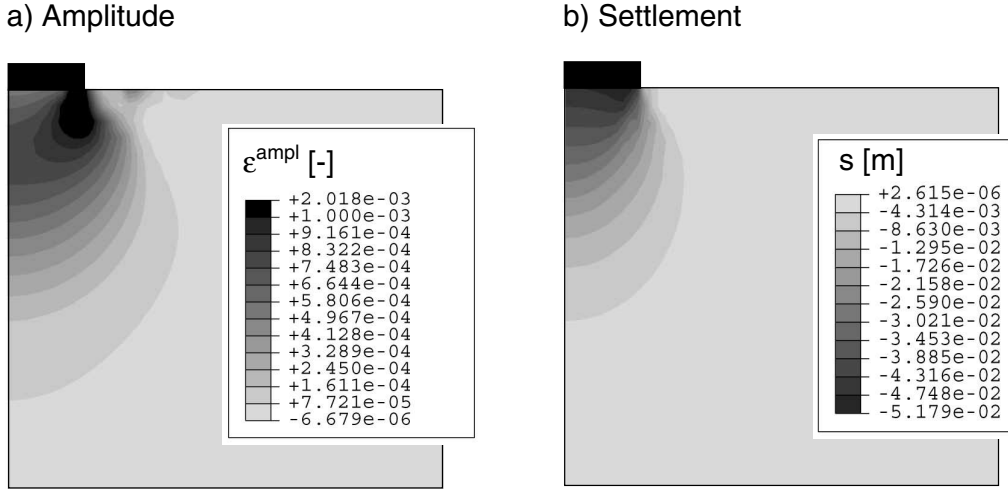 a) Amplitude
b) Settlement
εᵃᵐᵖˡ [-]
+2.018e-03
+1.000e-03
+9.161e-04
+8.322e-04
+7.483e-04
+6.644e-04
+5.806e-04
+4.967e-04
+4.128e-04
+3.289e-04
+2.450e-04
+1.611e-04
+7.721e-05
-6.679e-06
s [m]
+2.615e-06
-4.314e-03
-8.630e-03
-1.295e-02
-1.726e-02
-2.158e-02
-2.590e-02
-3.021e-02
-3.453e-02
-3.885e-02
-4.316e-02
-4.748e-02
-5.179e-02